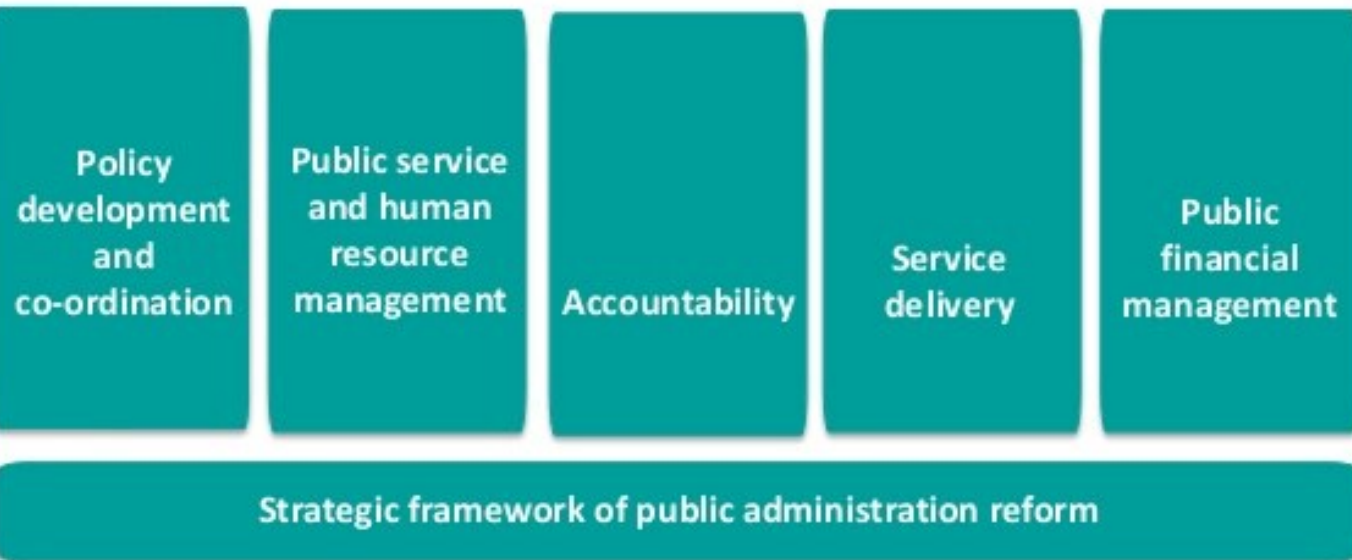 Policy
development
and
co-ordination
Public service
and human
resource
management
Accountability
Service
delivery
Public
financial
management
Strategic framework of public administration reform